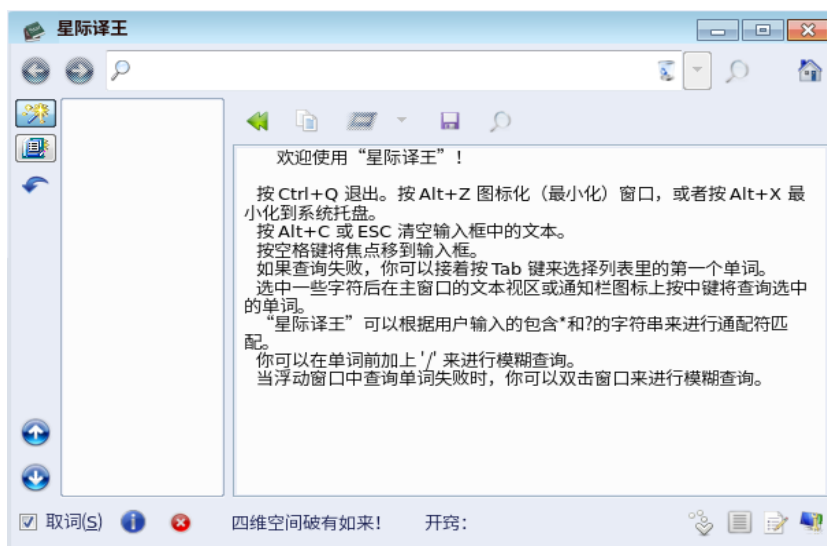 星际译王
欢迎使用“星际译王”！
按 Ctrl+Q 退出。按 Alt+Z 图标化（最小化）窗口，或者按 Alt+X 最
小化到系统托盘。
按 Alt+C 或 ESC 清空输入框中的文本。
按空格键将焦点移到输入框。
如果查询失败，你可以接着按 Tab 键来选择列表里的第一个单词。
选中一些字符后在主窗口的文本视区或通知栏图标上按中键将查询选中
的单词。
“星际译王”可以根据用户输入的包含*和?的字符串来进行通配符匹
配。
你可以在单词前加上 '/' 来进行模糊查询。
当浮动窗口中查询单词失败时，你可以双击窗口来进行模糊查询。
取词(S) 四维空间破有如来! 开窍: